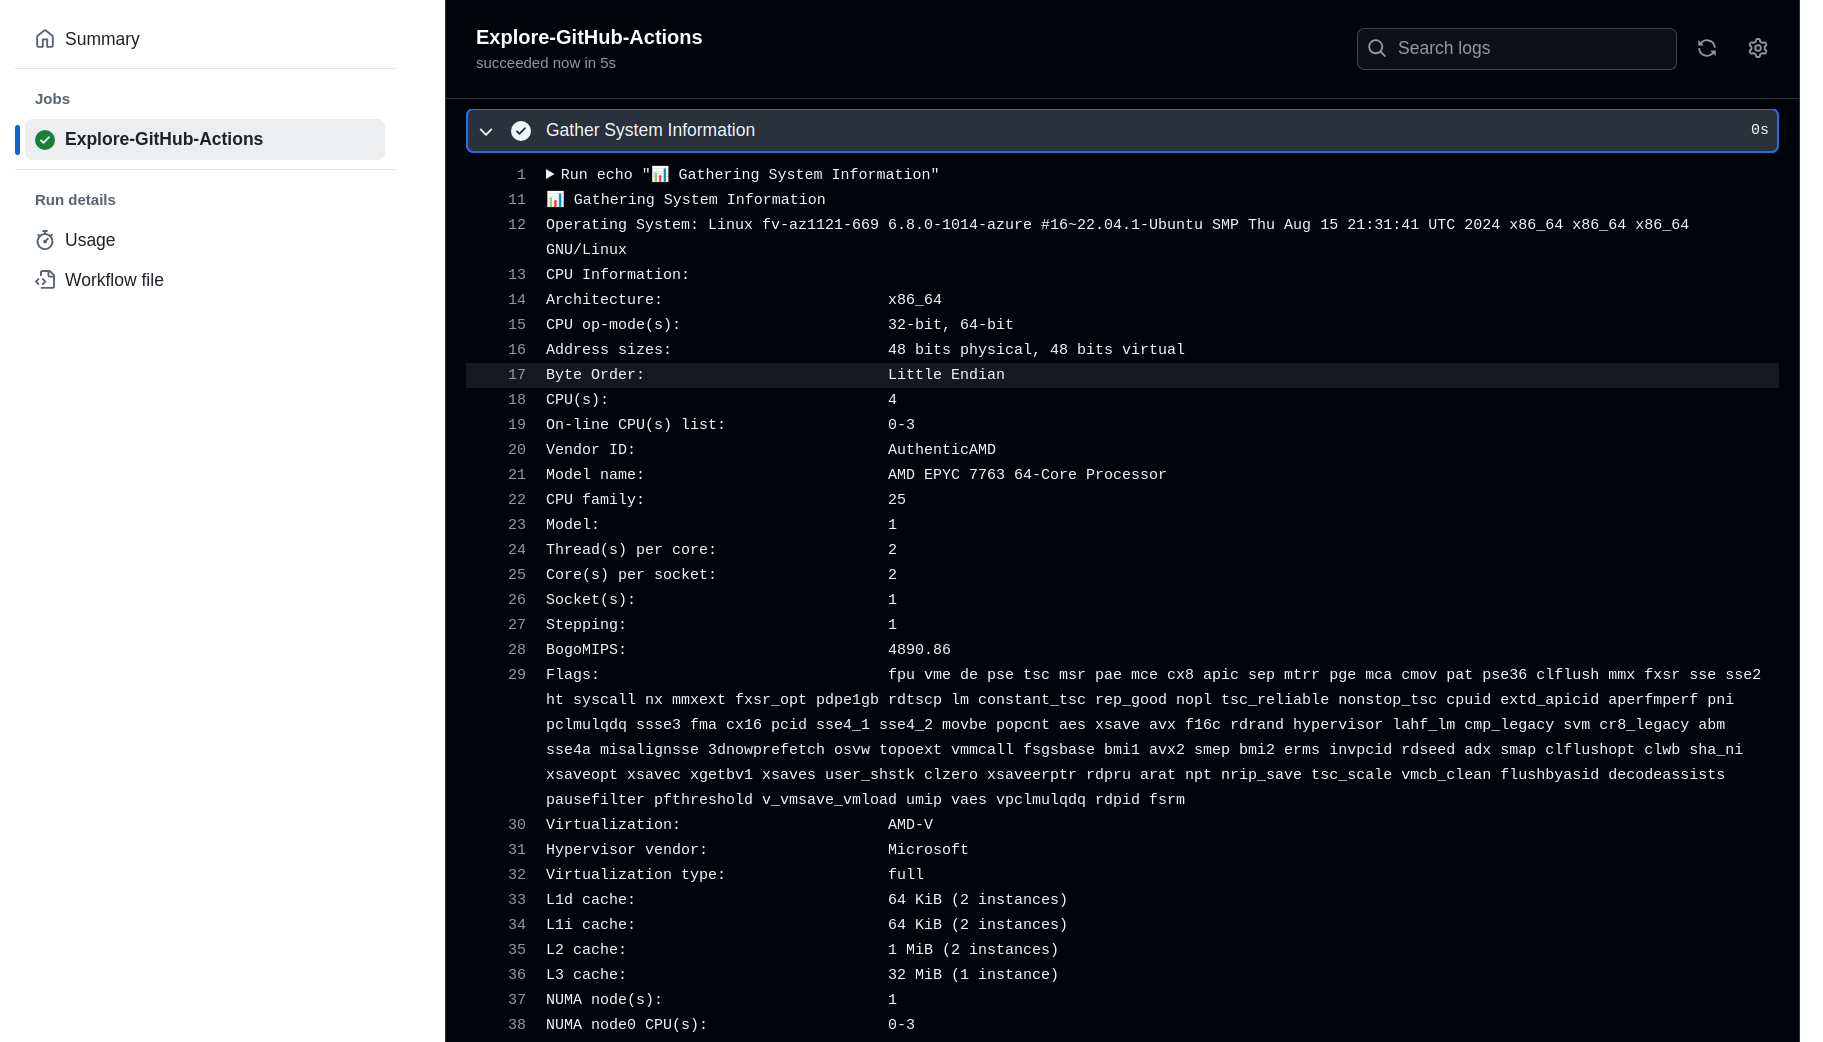 Summary
Jobs
Explore-GitHub-Actions
Run details
Usage
Workflow file
Explore-GitHub-Actions
succeeded now in 5s
Search logs
Gather System Information 0s
1 Run echo "📊 Gathering System Information"
11 📊 Gathering System Information
12 Operating System: Linux fv-az1121-669 6.8.0-1014-azure #16~22.04.1-Ubuntu SMP Thu Aug 15 21:31:41 UTC 2024 x86_64 x86_64 x86_64
GNU/Linux
13 CPU Information:
14 Architecture: x86_64
15 CPU op-mode(s): 32-bit, 64-bit
16 Address sizes: 48 bits physical, 48 bits virtual
17 Byte Order: Little Endian
18 CPU(s): 4
19 On-line CPU(s) list: 0-3
20 Vendor ID: AuthenticAMD
21 Model name: AMD EPYC 7763 64-Core Processor
22 CPU family: 25
23 Model: 1
24 Thread(s) per core: 2
25 Core(s) per socket: 2
26 Socket(s): 1
27 Stepping: 1
28 BogoMIPS: 4890.86
29 Flags: fpu vme de pse tsc msr pae mce cx8 apic sep mtrr pge mca cmov pat pse36 clflush mmx fxsr sse sse2
ht syscall nx mmxext fxsr_opt pdpe1gb rdtscp lm constant_tsc rep_good nopl tsc_reliable nonstop_tsc cpuid extd_apicid aperfmperf pni
pclmulqdq ssse3 fma cx16 pcid sse4_1 sse4_2 movbe popcnt aes xsave avx f16c rdrand hypervisor lahf_lm cmp_legacy svm cr8_legacy abm
sse4a misalignsse 3dnowprefetch osvw topoext vmmcall fsgsbase bmi1 avx2 smep bmi2 erms invpcid rdseed adx smap clflushopt clwb sha_ni
xsaveopt xsavec xgetbv1 xsaves user_shstk clzero xsaveerptr rdpru arat npt nrip_save tsc_scale vmcb_clean flushbyasid decodeassists
pausefilter pfthreshold v_vmsave_vmload umip vaes vpclmulqdq rdpid fsrm
30 Virtualization: AMD-V
31 Hypervisor vendor: Microsoft
32 Virtualization type: full
33 L1d cache: 64 KiB (2 instances)
34 L1i cache: 64 KiB (2 instances)
35 L2 cache: 1 MiB (2 instances)
36 L3 cache: 32 MiB (1 instance)
37 NUMA node(s): 1
38 NUMA node0 CPU(s): 0-3